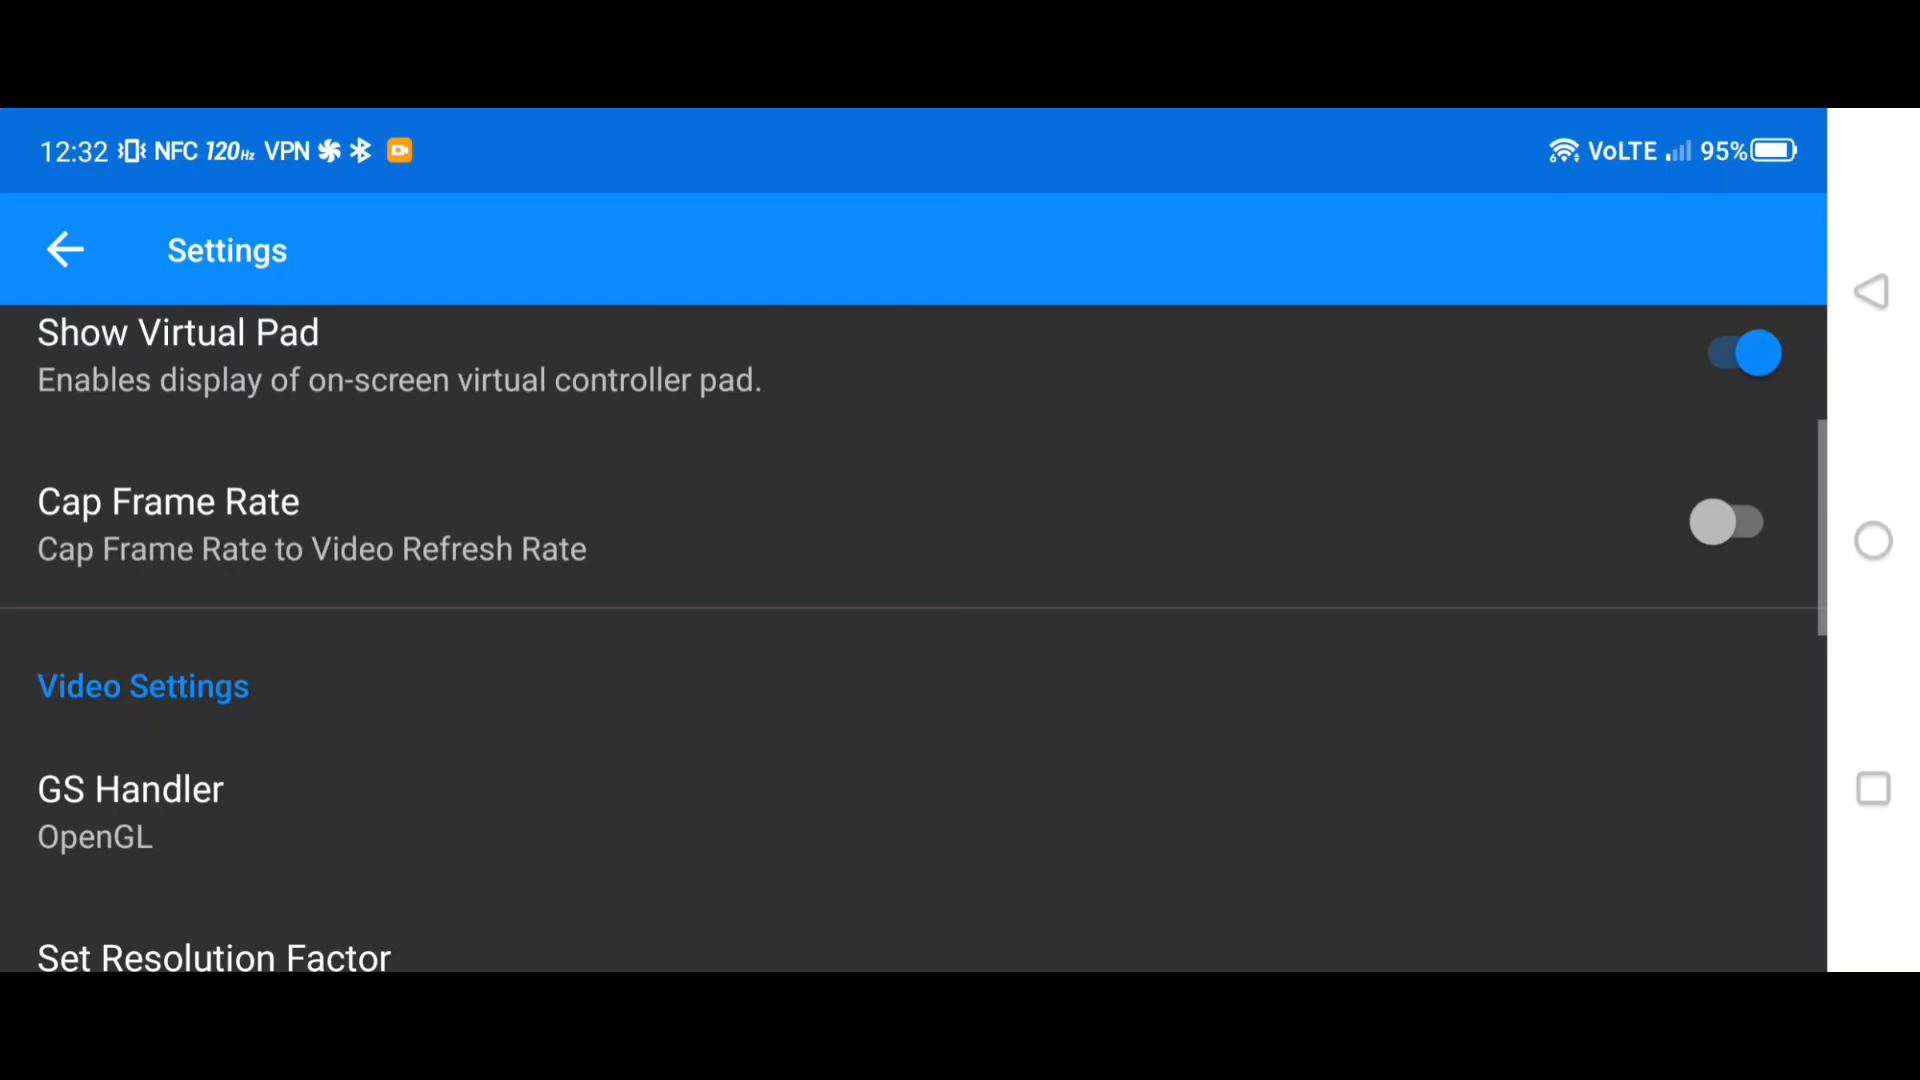 12:32 NFC 120Hz VPN VoLTE 95%
Settings
Show Virtual Pad
Enables display of on-screen virtual controller pad.
Cap Frame Rate
Cap Frame Rate to Video Refresh Rate
Video Settings
GS Handler
OpenGL
Set Resolution Factor